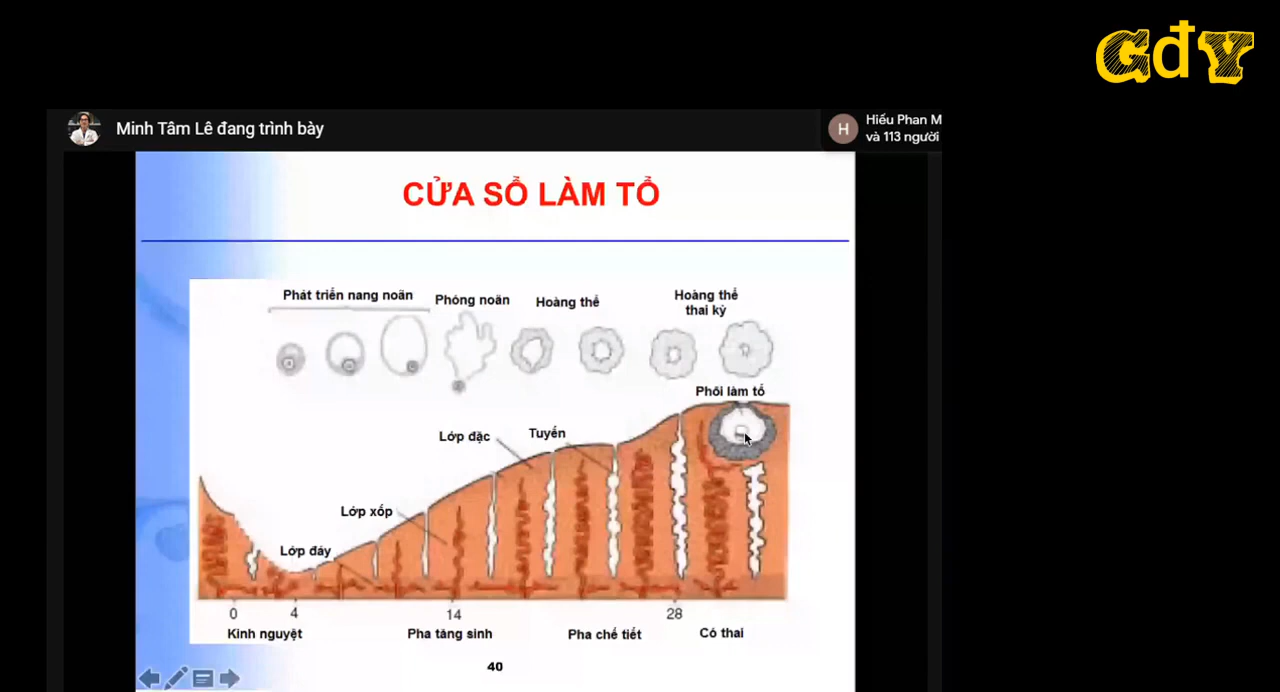 GđY
Minh Tâm Lê đang trình bày
H
Hiếu Phan M
và 113 người
CỬA SỔ LÀM TỔ
Phát triển nang noãn
Phóng noãn
Hoàng thể
Hoàng thể
thai kỳ
Phôi làm tổ
Lớp đặc
Tuyến
Lớp xốp
Lớp đáy
0 4 14 28
Kinh nguyệt Pha tăng sinh Pha chế tiết Có thai
40